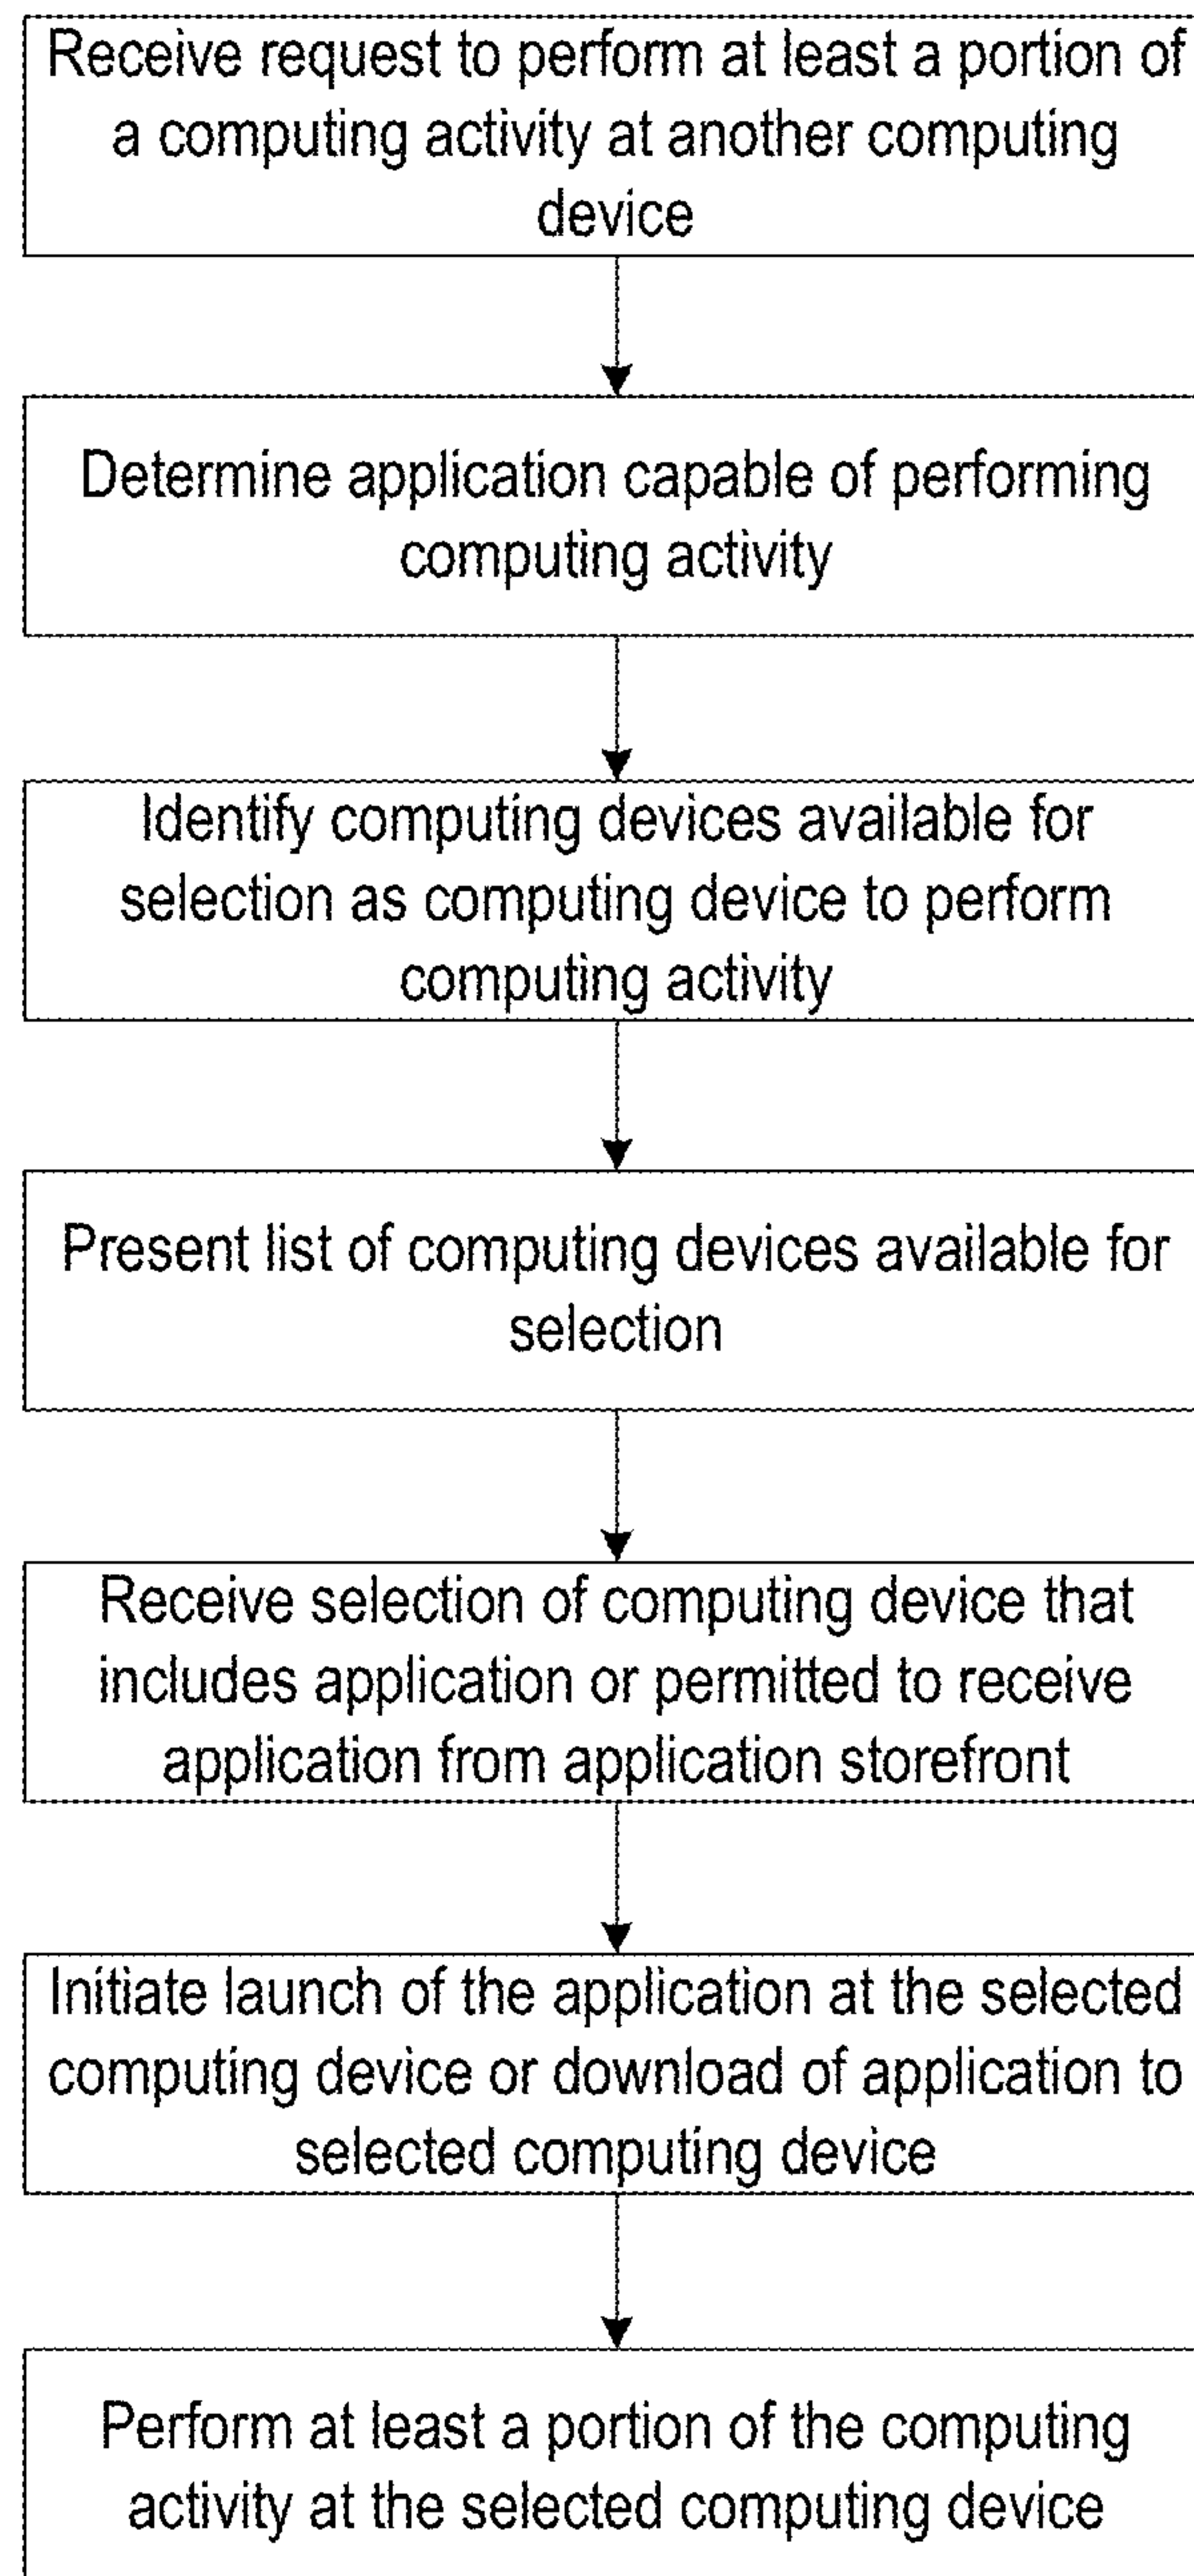 Receive request to perform at least a portion of
a computing activity at another computing
device
Determine application capable of performing
computing activity
Identify computing devices available for
selection as computing device to perform
computing activity
Present list of computing devices available for
selection
Receive selection of computing device that
includes application or permitted to receive
application from application storefront
Initiate launch of the application at the selected
computing device or download of application to
selected computing device
Perform at least a portion of the computing
activity at the selected computing device